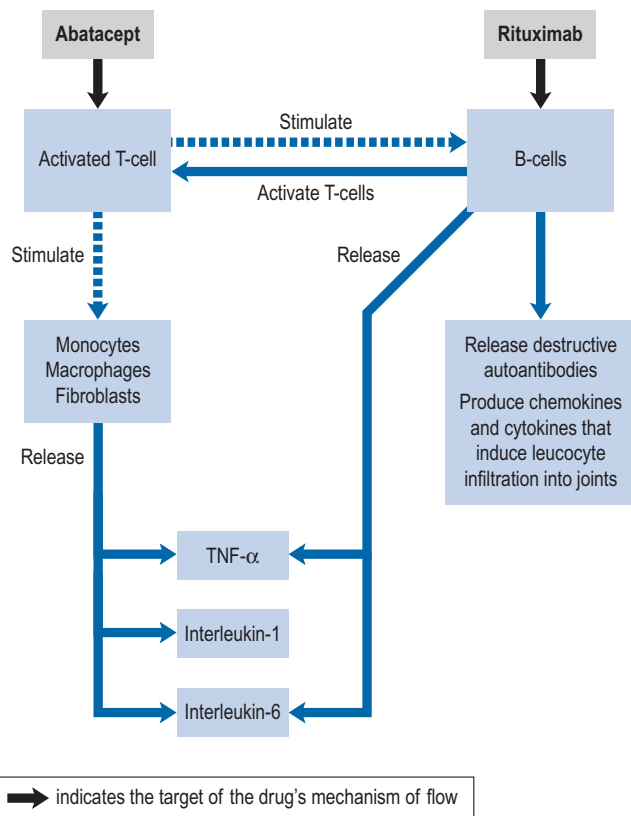 Abatacept
Rituximab
Activated T-cell
Stimulate
B-cells
Activate T-cells
Stimulate
Release
Monocytes
Macrophages
Fibroblasts
Release destructive
autoantibodies
Produce chemokines
and cytokines that
induce leucocyte
infiltration into joints
Release
TNF-α
Interleukin-1
Interleukin-6
indicates the target of the drug's mechanism of flow